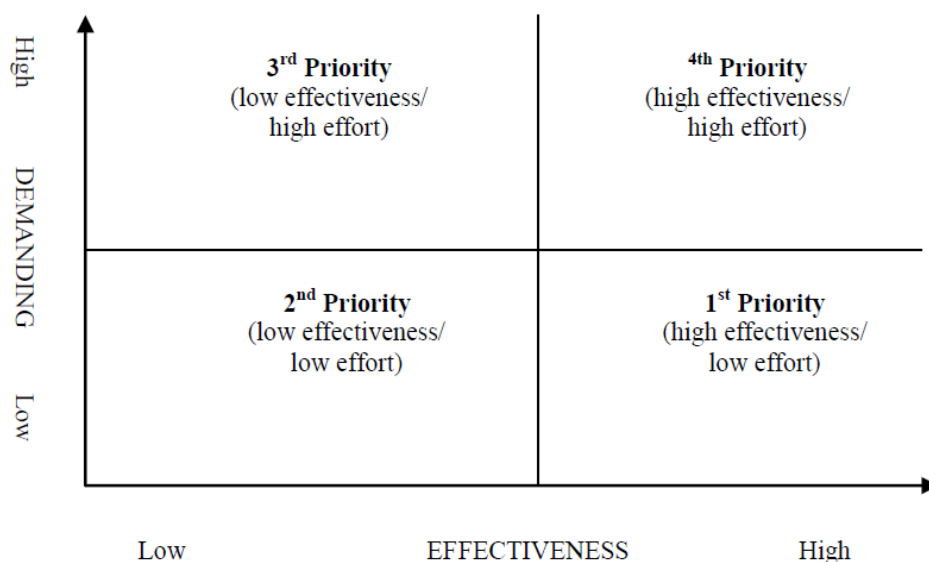 High
DEMANDING
Low
3rd Priority
(low effectiveness/
high effort)
4th Priority
(high effectiveness/
high effort)
2nd Priority
(low effectiveness/
low effort)
1st Priority
(high effectiveness/
low effort)
Low EFFECTIVENESS High